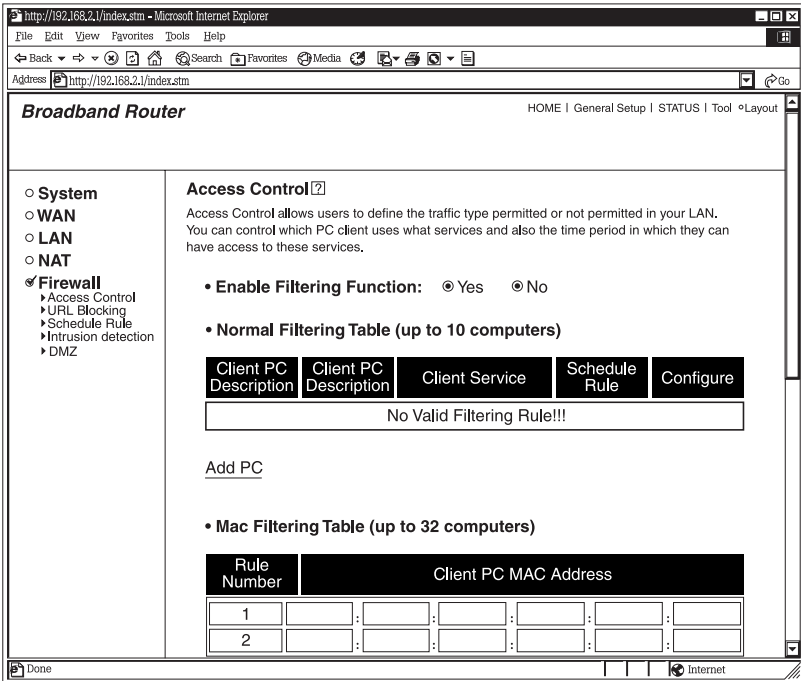 http://192.168.2.1/index.stm – Microsoft Internet Explorer
File Edit View Favorites Tools Help
Back Search Favorites Media
Address http://192.168.2.1/index.stm Go
Broadband Router
HOME | General Setup | STATUS | Tool Layout
System
WAN
LAN
NAT
Firewall
Access Control
URL Blocking
Schedule Rule
Intrusion detection
DMZ
Access Control ?
Access Control allows users to define the traffic type permitted or not permitted in your LAN.
You can control which PC client uses what services and also the time period in which they can
have access to these services.
• Enable Filtering Function: Yes No
• Normal Filtering Table (up to 10 computers)
Client PC Description Client PC Description Client Service Schedule Rule Configure
No Valid Filtering Rule!!!
Add PC
• Mac Filtering Table (up to 32 computers)
Rule Number Client PC MAC Address
1 : : : : :
2 : : : : :
Done Internet